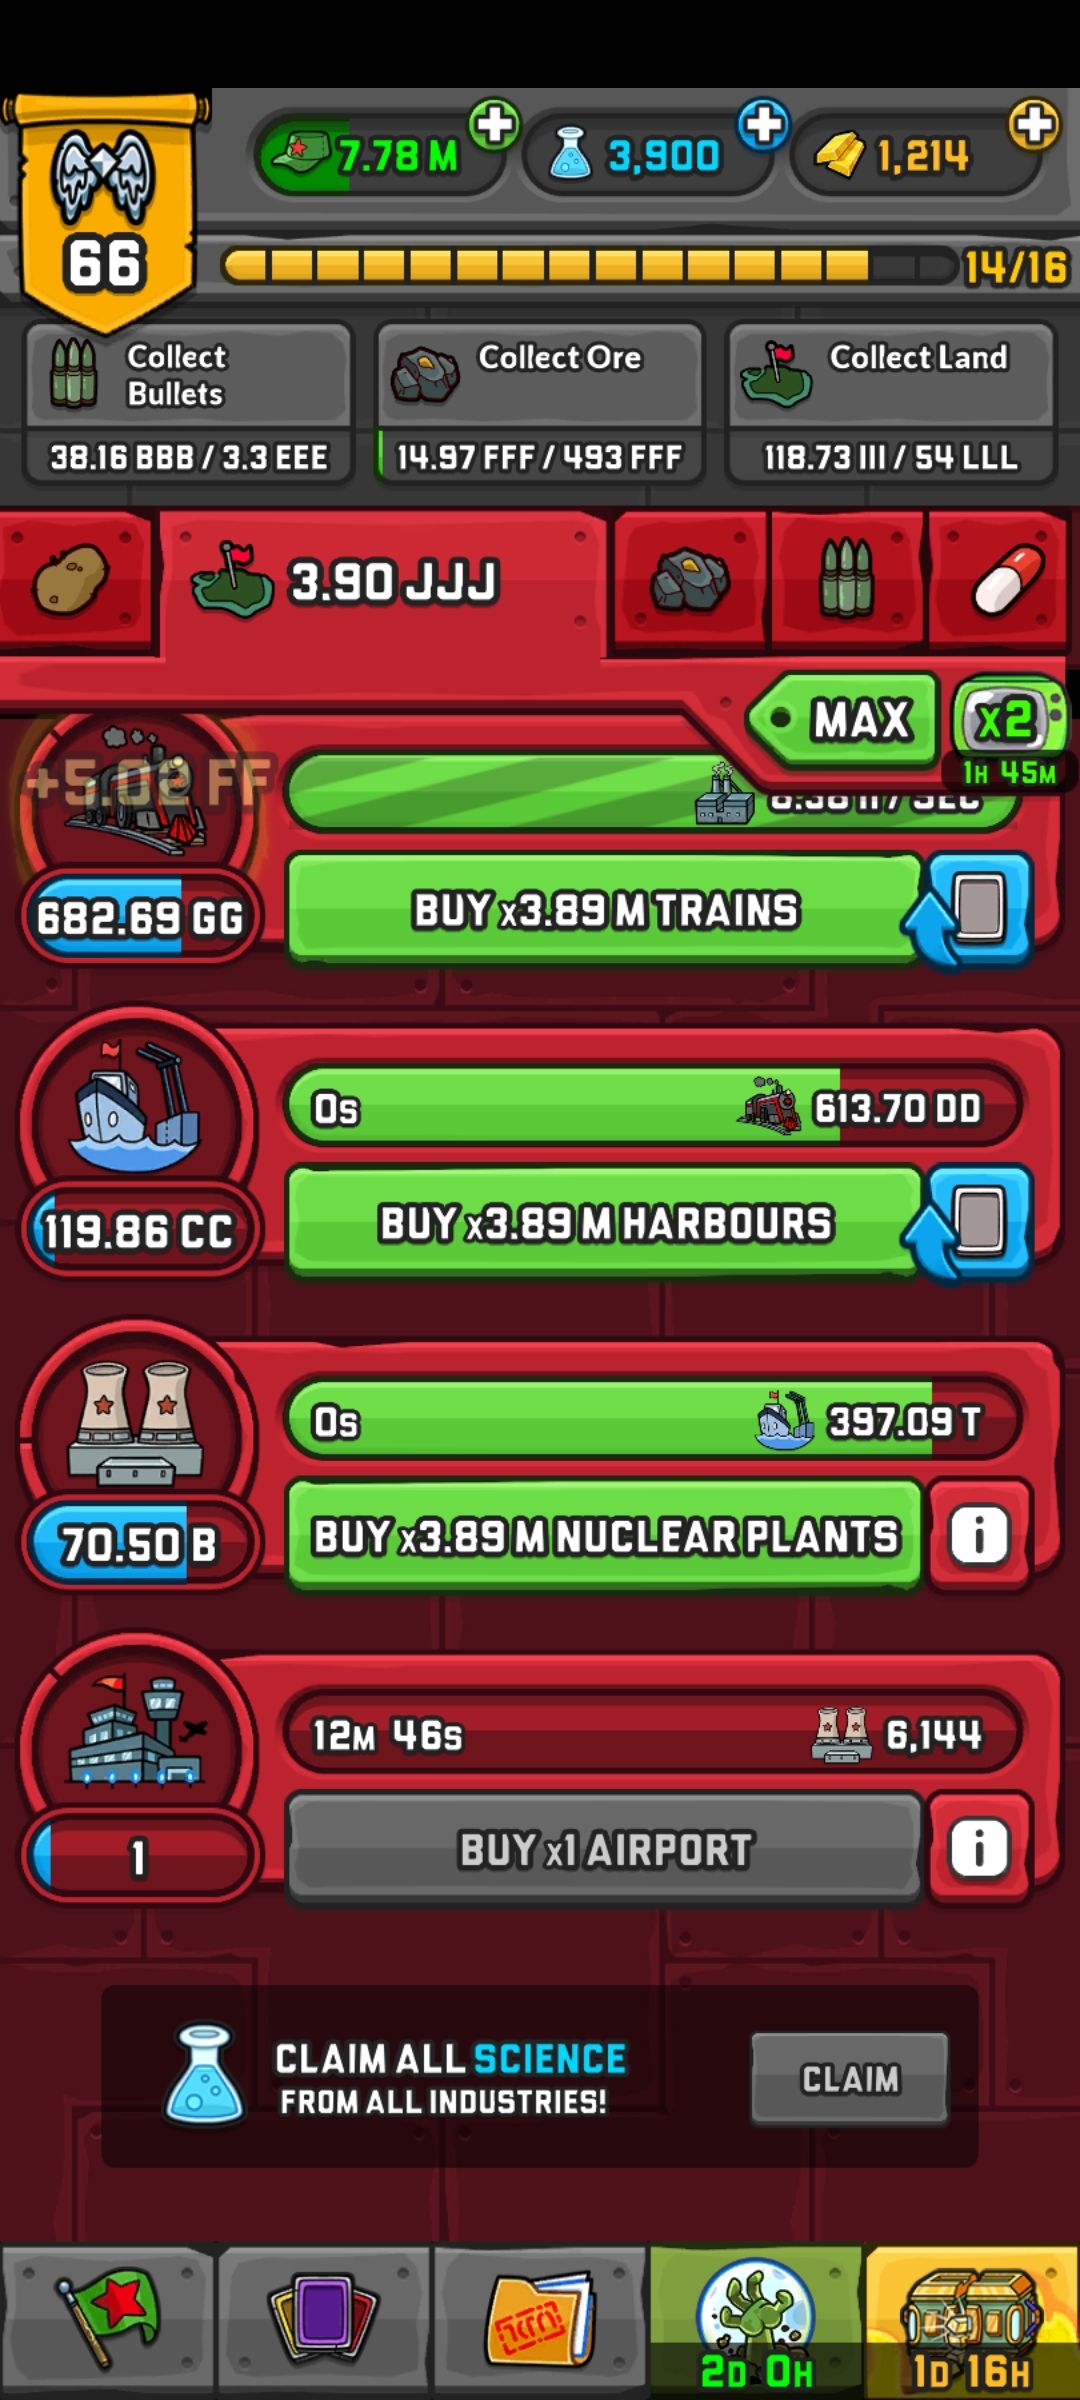 7.78 M
3,900
1,214
66
14/16
Collect
Bullets
38.16 BBB / 3.3 EEE
Collect Ore
14.97 FFF / 493 FFF
Collect Land
118.73 III / 54 LLL
3.90 JJJ
MAX
x2
1H 45M
682.69 GG
BUY x3.89 M TRAINS
0s
613.70 DD
119.86 CC
BUY x3.89 M HARBOURS
0s
397.09 T
70.50 B
BUY x3.89 M NUCLEAR PLANTS
i
12M 46s
6,144
1
BUY x1 AIRPORT
i
CLAIM ALL SCIENCE
FROM ALL INDUSTRIES!
CLAIM
2D 0H
1D 16H